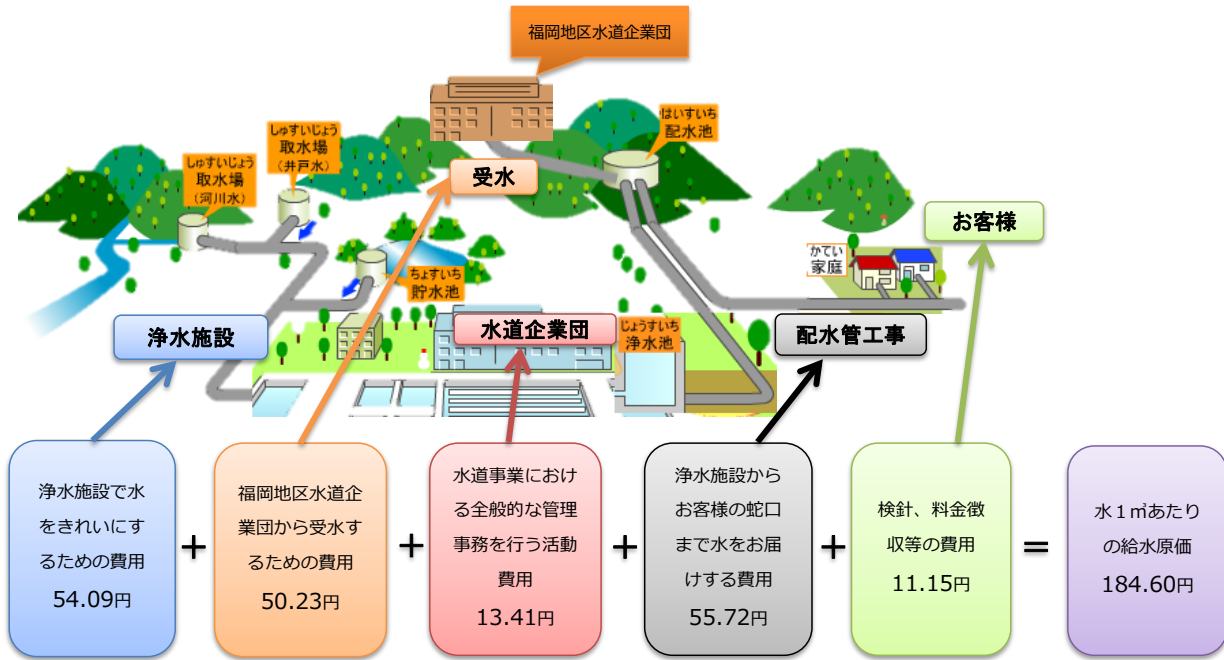 福岡地区水道企業団
はいすいち
配水池
しゅすいじょう
取水場
（井戸水）
しゅすいじょう
取水場
（河川水）
受水
お客様
かてい
家庭
ちょすいち
貯水池
浄水施設
水道企業団
じょうすいち
浄水池
配水管工事
浄水施設で水
をきれいにす
るための費用
54.09円
+
福岡地区水道企
業団から受水す
るための費用
50.23円
+
水道事業におけ
る全般的な管理
事務を行う活動
費用
13.41円
+
浄水施設から
お客様の蛇口
まで水をお届
けする費用
55.72円
+
検針、料金徴
収等の費用
11.15円
=
水１㎥あたり
の給水原価
184.60円